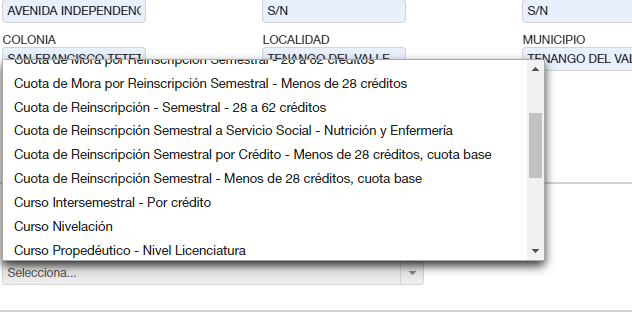 AVENIDA INDEPENDENC S/N S/N
COLONIA LOCALIDAD MUNICIPIO
SAN FRANCISCO TETET TENANGO DEL VALLE TENANGO DEL VAL
Cuota de Mora por Reinscripción Semestral - 28 a 62 créditos
Cuota de Mora por Reinscripción Semestral - Menos de 28 créditos
Cuota de Reinscripción - Semestral - 28 a 62 créditos
Cuota de Reinscripción Semestral a Servicio Social - Nutrición y Enfermería
Cuota de Reinscripción Semestral por Crédito - Menos de 28 créditos, cuota base
Cuota de Reinscripción Semestral - Menos de 28 créditos, cuota base
Curso Intersemestral - Por crédito
Curso Nivelación
Curso Propedéutico - Nivel Licenciatura
Selecciona...